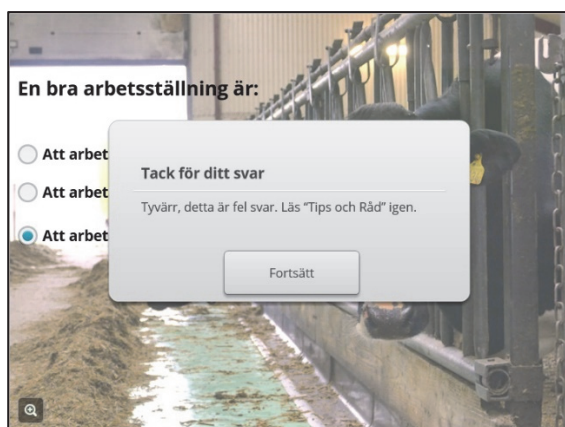 En bra arbetsställning är:
Att arbet
Att arbet
Att arbet
Tack för ditt svar
Tyvärr, detta är fel svar. Läs "Tips och Råd" igen.
Fortsätt